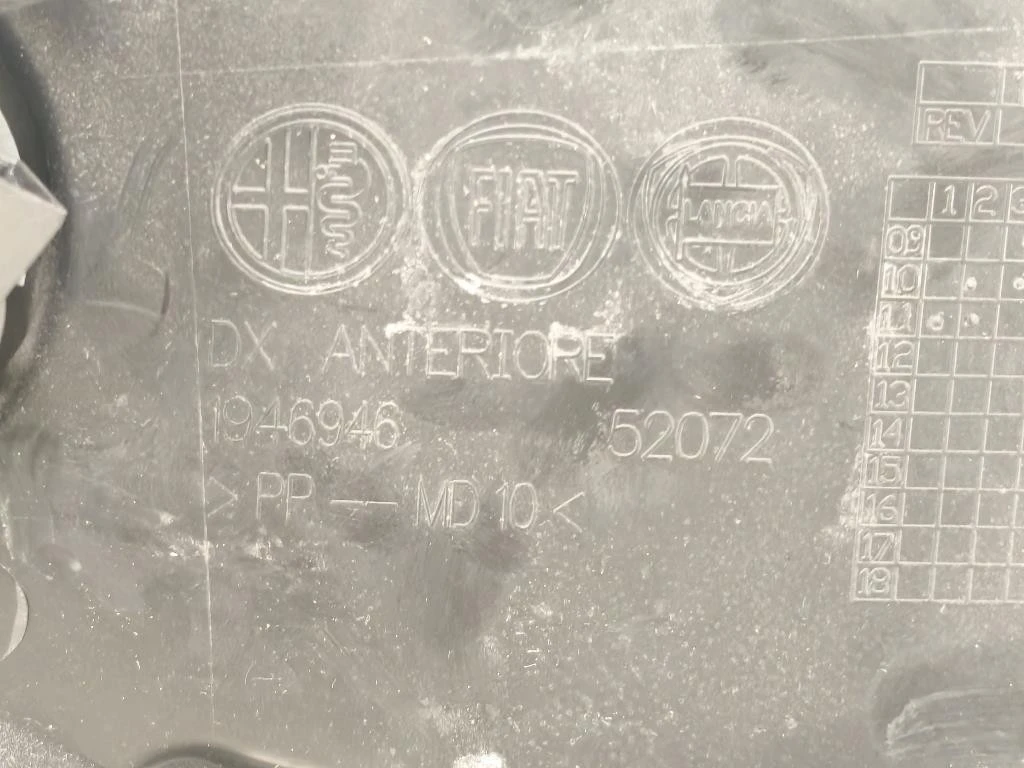 FIAT
LANCIA
DX ANTERIORE
1946946 52072
>PP — MD 10<
REV
1 2 3
09
10
11
12
13
14
15
16
17
18